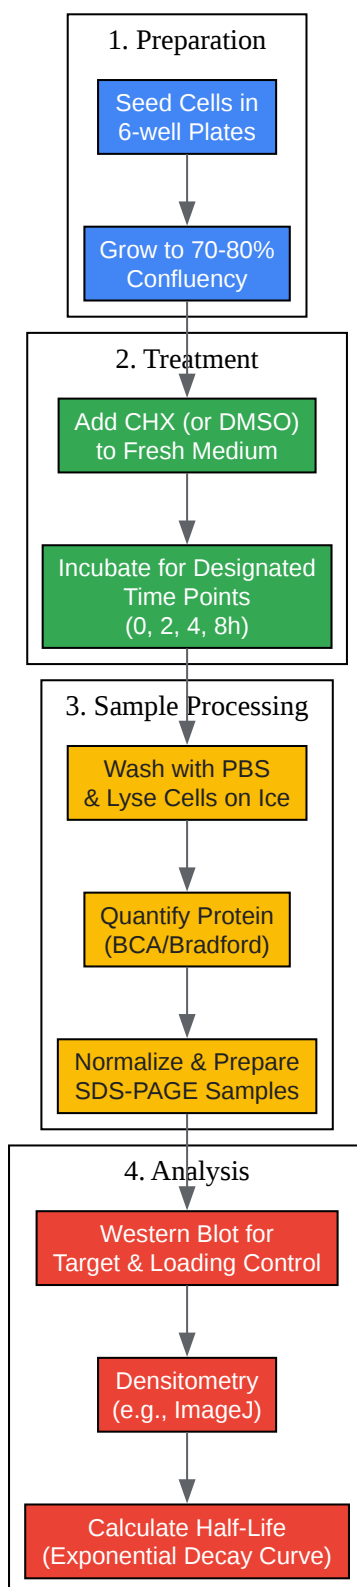 1. Preparation
Seed Cells in
6-well Plates
Grow to 70-80%
Confluency
2. Treatment
Add CHX (or DMSO)
to Fresh Medium
Incubate for Designated
Time Points
(0, 2, 4, 8h)
3. Sample Processing
Wash with PBS
& Lyse Cells on Ice
Quantify Protein
(BCA/Bradford)
Normalize & Prepare
SDS-PAGE Samples
4. Analysis
Western Blot for
Target & Loading Control
Densitometry
(e.g., ImageJ)
Calculate Half-Life
(Exponential Decay Curve)